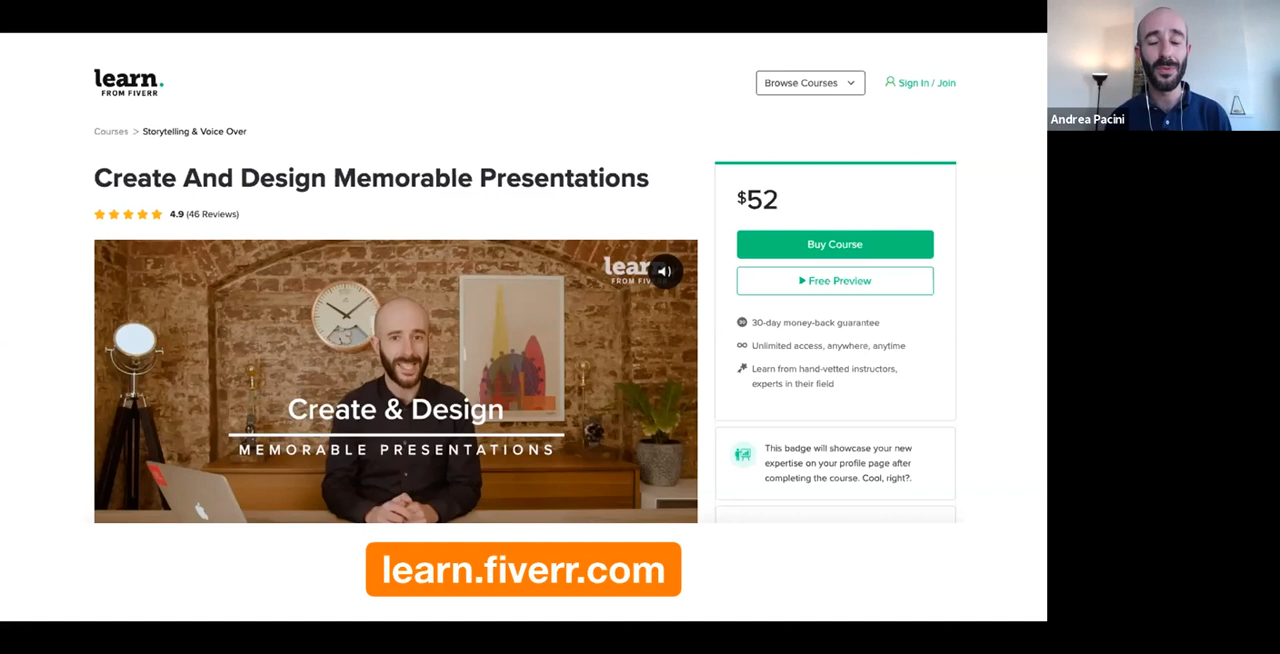 learn.
FROM FIVERR
Browse Courses
Sign In / Join
Andrea Pacini
Courses > Storytelling & Voice Over
Create And Design Memorable Presentations
4.9 (46 Reviews)
learn
FROM FIVERR
Create & Design
MEMORABLE PRESENTATIONS
$52
Buy Course
Free Preview
30-day money-back guarantee
Unlimited access, anywhere, anytime
Learn from hand-vetted instructors,
experts in their field
This badge will showcase your new
expertise on your profile page after
completing the course. Cool, right?.
learn.fiverr.com